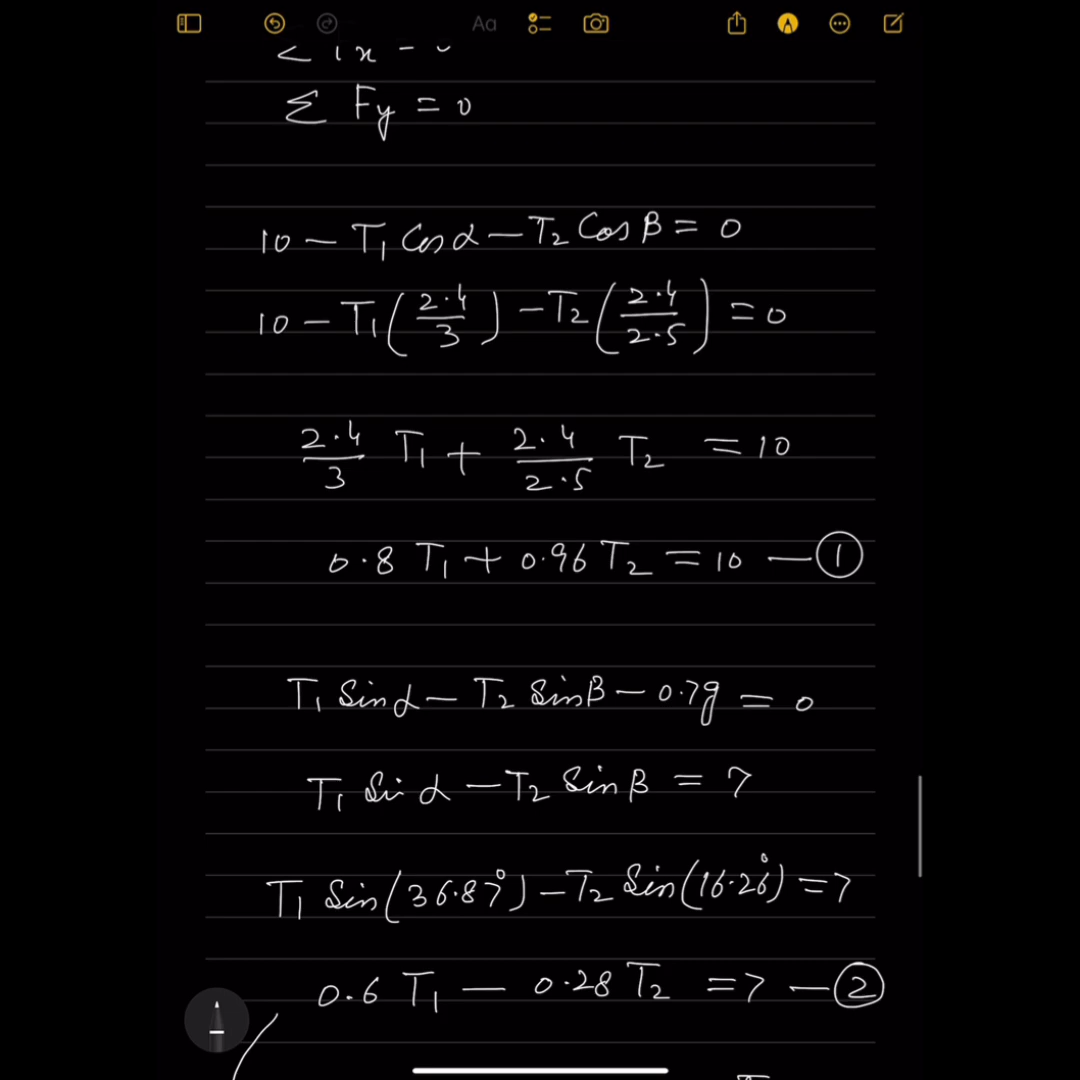 Aa
Σ Fy = 0
10 - T₁ Cos α - T₂ Cos β = 0
10 - T₁(2.4/3) - T₂(2.4/2.5) = 0
2.4/3 T₁ + 2.4/2.5 T₂ = 10
0.8 T₁ + 0.96 T₂ = 10 — ①
T₁ Sin α - T₂ Sin β - 0.7g = 0
T₁ Sin α - T₂ Sin β = 7
T₁ Sin(36.87°) - T₂ Sin(16.26°) = 7
0.6 T₁ - 0.28 T₂ = 7 — ②